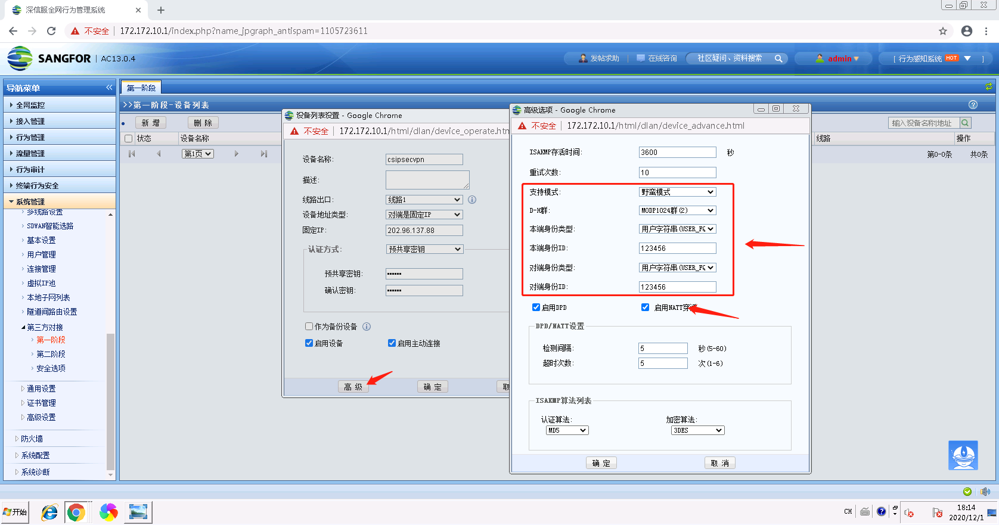 深信服全网行为管理系统
不安全
172.172.10.1/index.php?name_jpgraph_antispam=1105723611
SANGFOR | AC13.0.4
发帖求助
在线咨询
社区疑问、资料搜索
admin
[ 行为感知系统 HOT ]
导航菜单
全网监控
接入管理
行为管理
流量管理
行为审计
终端行为安全
系统管理
多线路设置
SDWAN智能选路
基本设置
用户管理
连接管理
虚拟IP池
本地子网列表
隧道间路由设置
第三方对接
第一阶段
第二阶段
安全选项
通用设置
证书管理
高级设置
防火墙
系统配置
系统诊断
第一阶段
>>第一阶段-设备列表
新增
删除
输入设备名称|地址
状态
设备名称
线路
操作
第1页
第0-0条
共0条
设备列表设置 - Google Chrome
不安全
172.172.10.1/html/dlan/device_operate.htm
设备名称:
csipsecvpn
描述:
线路出口:
线路1
设备地址类型:
对端是固定IP
固定IP:
202.96.137.88
认证方式:
预共享密钥
预共享密钥:
••••••
确认密钥:
••••••
作为备份设备
启用设备
启用主动连接
高级
确定
取
高级选项 - Google Chrome
不安全
172.172.10.1/html/dlan/device_advance.html
ISAKMP存活时间:
3600
秒
重试次数:
10
支持模式:
野蛮模式
D-H群:
MODP1024群(2)
本端身份类型:
用户字符串(USER_FQ
本端身份ID:
123456
对端身份类型:
用户字符串(USER_FQ
对端身份ID:
123456
启用DPD
启用NATT穿透
DPD/NATT设置
检测间隔:
5
秒(5-60)
超时次数:
5
次(1-6)
ISAKMP算法列表
认证算法:
MD5
加密算法:
3DES
确定
取消
开始
CH
18:14
2020/12/1